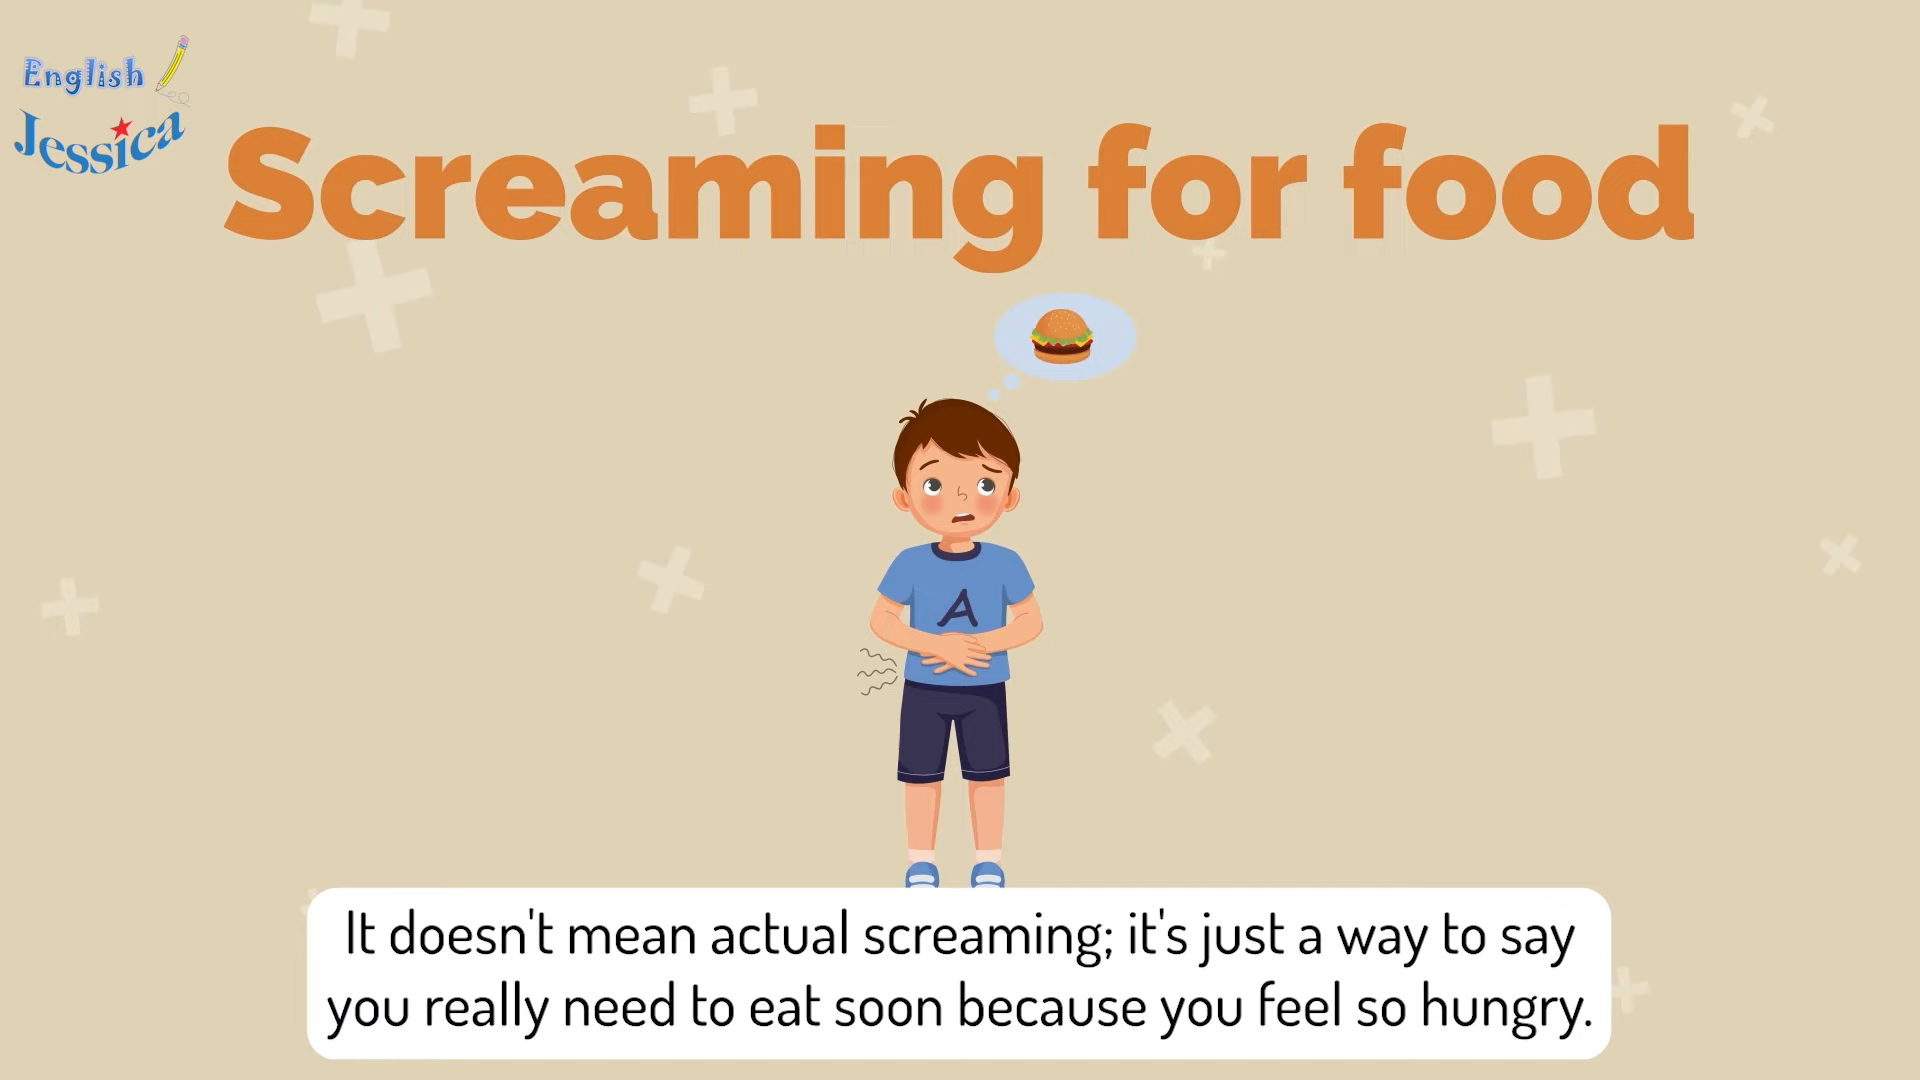 English
Jessica
Screaming for food
A
It doesn't mean actual screaming; it's just a way to say
you really need to eat soon because you feel so hungry.